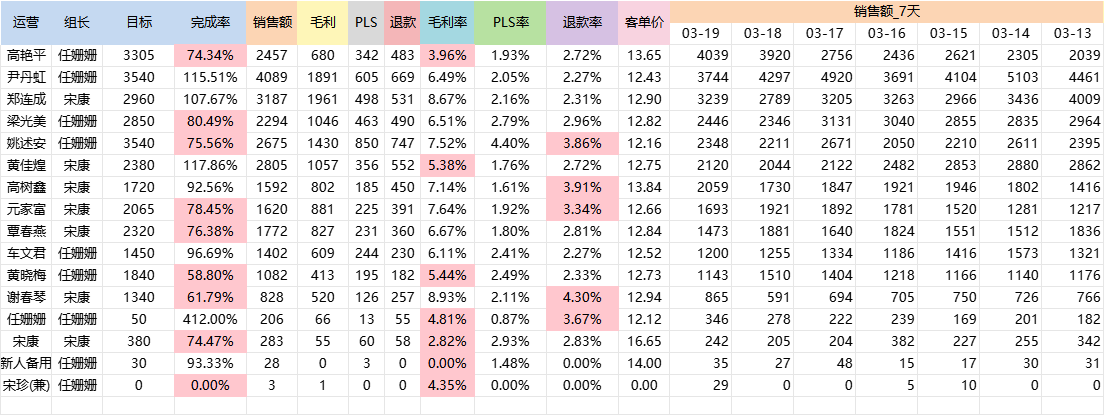 运营 组长 目标 完成率 销售额 毛利 PLS 退款 毛利率 PLS率 退款率 客单价 销售额_7天
03-19 03-18 03-17 03-16 03-15 03-14 03-13
高艳平 任姗姗 3305 74.34% 2457 680 342 483 3.96% 1.93% 2.72% 13.65 4039 3920 2756 2436 2621 2305 2039
尹丹虹 任姗姗 3540 115.51% 4089 1891 605 669 6.49% 2.05% 2.27% 12.43 3744 4297 4920 3691 4104 5103 4461
郑连成 宋康 2960 107.67% 3187 1961 498 531 8.67% 2.16% 2.31% 12.90 3239 2789 3205 3263 2966 3436 4009
梁光美 任姗姗 2850 80.49% 2294 1046 463 490 6.51% 2.79% 2.96% 12.82 2446 2346 3131 3040 2855 2835 2964
姚述安 任姗姗 3540 75.56% 2675 1430 850 747 7.52% 4.40% 3.86% 12.16 2348 2211 2671 2050 2210 2611 2395
黄佳煌 宋康 2380 117.86% 2805 1057 356 552 5.38% 1.76% 2.72% 12.75 2120 2044 2122 2482 2853 2880 2862
高树鑫 宋康 1720 92.56% 1592 802 185 450 7.14% 1.61% 3.91% 13.84 2059 1730 1847 1921 1946 1802 1416
元家富 宋康 2065 78.45% 1620 881 225 391 7.64% 1.92% 3.34% 12.66 1693 1921 1892 1781 1520 1281 1217
覃春燕 宋康 2320 76.38% 1772 827 231 360 6.67% 1.80% 2.81% 12.84 1473 1881 1640 1824 1551 1512 1836
车文君 任姗姗 1450 96.69% 1402 609 244 230 6.11% 2.41% 2.27% 12.52 1200 1255 1334 1186 1416 1573 1321
黄晓梅 任姗姗 1840 58.80% 1082 413 195 182 5.44% 2.49% 2.33% 12.73 1143 1510 1404 1218 1166 1140 1176
谢春琴 宋康 1340 61.79% 828 520 126 257 8.93% 2.11% 4.30% 12.94 865 591 694 705 750 726 766
任姗姗 任姗姗 50 412.00% 206 66 13 55 4.81% 0.87% 3.67% 12.12 346 278 222 239 169 201 182
宋康 宋康 380 74.47% 283 55 60 58 2.82% 2.93% 2.83% 16.65 242 205 204 382 227 255 342
新人备用 任姗姗 30 93.33% 28 0 3 0 0.00% 1.48% 0.00% 14.00 35 27 48 15 17 30 31
宋珍(兼) 任姗姗 0 0.00% 3 1 0 0 4.35% 0.00% 0.00% 0.00 29 0 0 5 10 0 0